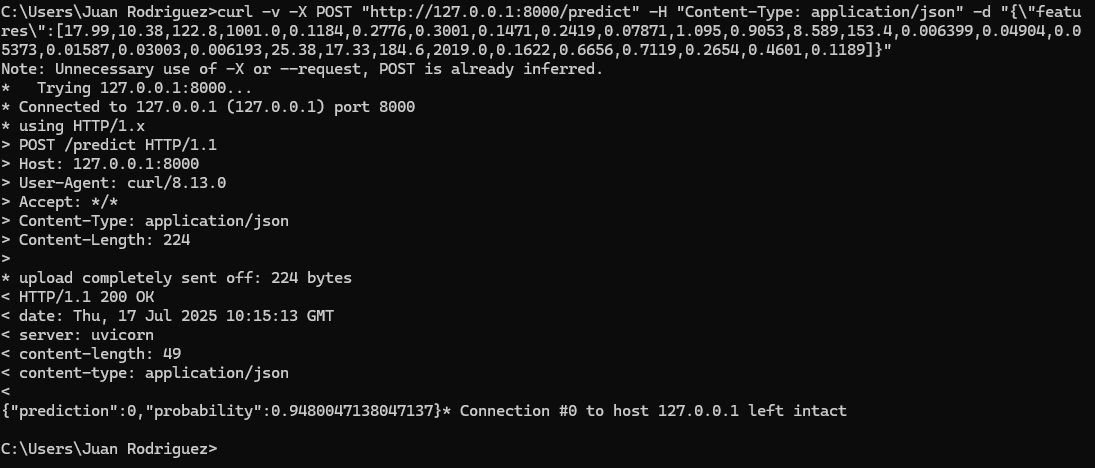 C:\Users\Juan Rodriguez>curl -v -X POST "http://127.0.0.1:8000/predict" -H "Content-Type: application/json" -d "{\"featu
res\":[17.99,10.38,122.8,1001.0,0.1184,0.2776,0.3001,0.1471,0.2419,0.07871,1.095,0.9053,8.589,153.4,0.006399,0.04904,0.0
5373,0.01587,0.03003,0.006193,25.38,17.33,184.6,2019.0,0.1622,0.6656,0.7119,0.2654,0.4601,0.1189]}"
Note: Unnecessary use of -X or --request, POST is already inferred.
*   Trying 127.0.0.1:8000...
* Connected to 127.0.0.1 (127.0.0.1) port 8000
* using HTTP/1.x
> POST /predict HTTP/1.1
> Host: 127.0.0.1:8000
> User-Agent: curl/8.13.0
> Accept: */*
> Content-Type: application/json
> Content-Length: 224
>
* upload completely sent off: 224 bytes
< HTTP/1.1 200 OK
< date: Thu, 17 Jul 2025 10:15:13 GMT
< server: uvicorn
< content-length: 49
< content-type: application/json
<
{"prediction":0,"probability":0.9480047138047137}* Connection #0 to host 127.0.0.1 left intact
C:\Users\Juan Rodriguez>